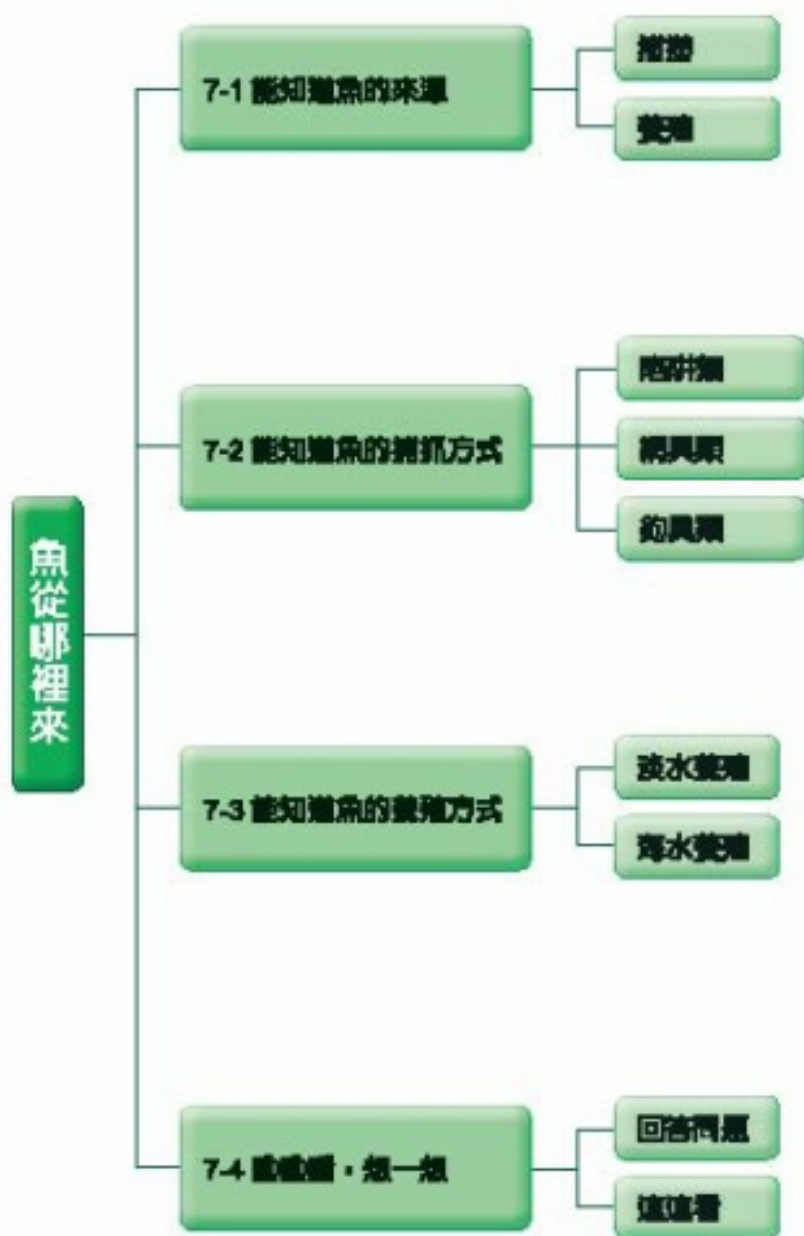 魚從哪裡來
7-1 能知道魚的來源
捕撈
養殖
7-2 能知道魚的捕抓方式
陷阱類
網具類
釣具類
7-3 能知道魚的養殖方式
淡水養殖
海水養殖
7-4 ・想一想
回答問題
連連看